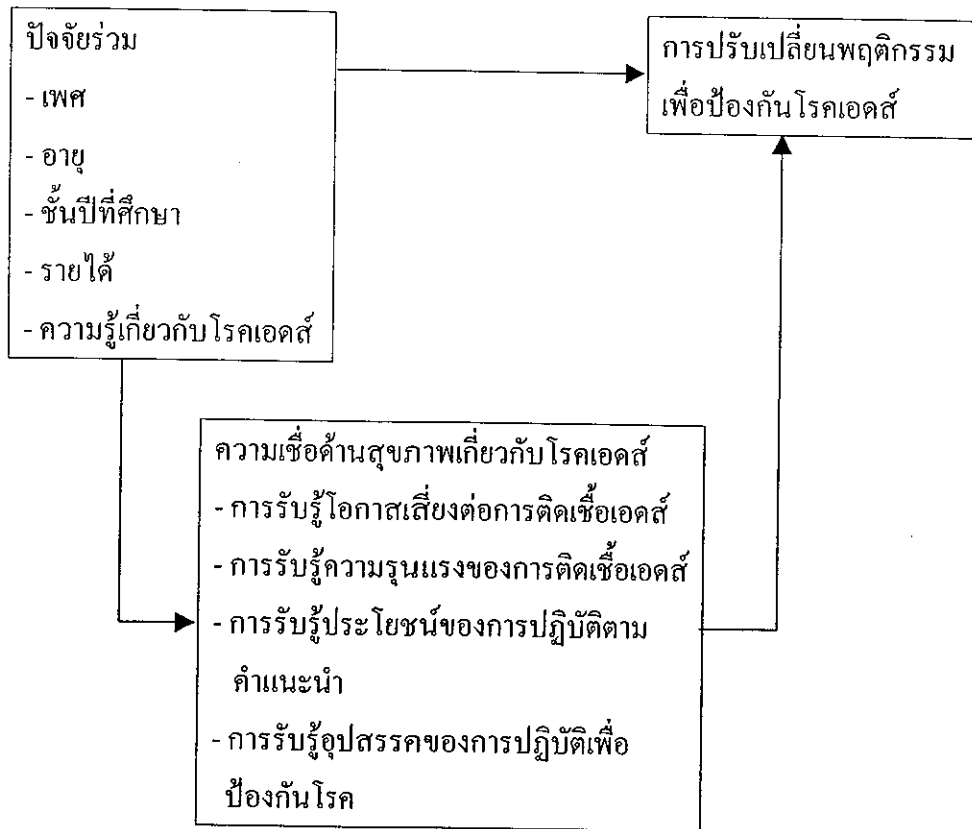 ปัจจัยร่วม
- เพศ
- อายุ
- ชั้นปีที่ศึกษา
- รายได้
- ความรู้เกี่ยวกับโรคเอดส์
การปรับเปลี่ยนพฤติกรรม
เพื่อป้องกันโรคเอดส์
ความเชื่อด้านสุขภาพเกี่ยวกับโรคเอดส์
- การรับรู้โอกาสเสี่ยงต่อการติดเชื้อเอดส์
- การรับรู้ความรุนแรงของการติดเชื้อเอดส์
- การรับรู้ประโยชน์ของการปฏิบัติตาม
คำแนะนำ
- การรับรู้อุปสรรคของการปฏิบัติเพื่อ
ป้องกันโรค